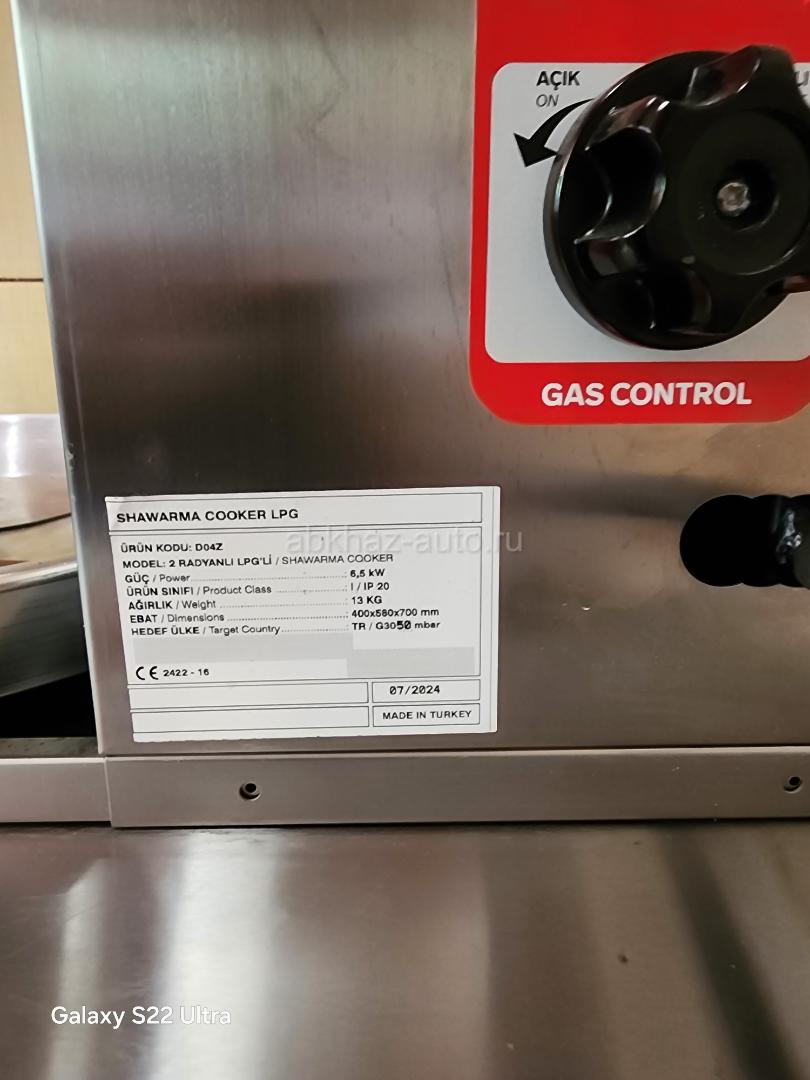 AÇIK
ON
GAS CONTROL
SHAWARMA COOKER LPG
abkhaz-auto.ru
ÜRÜN KODU: D04Z
MODEL: 2 RADYANLI LPG'Lİ / SHAWARMA COOKER
GÜÇ / Power............................................: 6,5 kW
ÜRÜN SINIFI / Product Class......................: I / IP 20
AĞIRLIK / Weight.....................................: 13 KG
EBAT / Dimensions..................................: 400x580x700 mm
HEDEF ÜLKE / Target Country....................: TR / G3050 mbar
CE 2422 - 16
07/2024
MADE IN TURKEY
Galaxy S22 Ultra